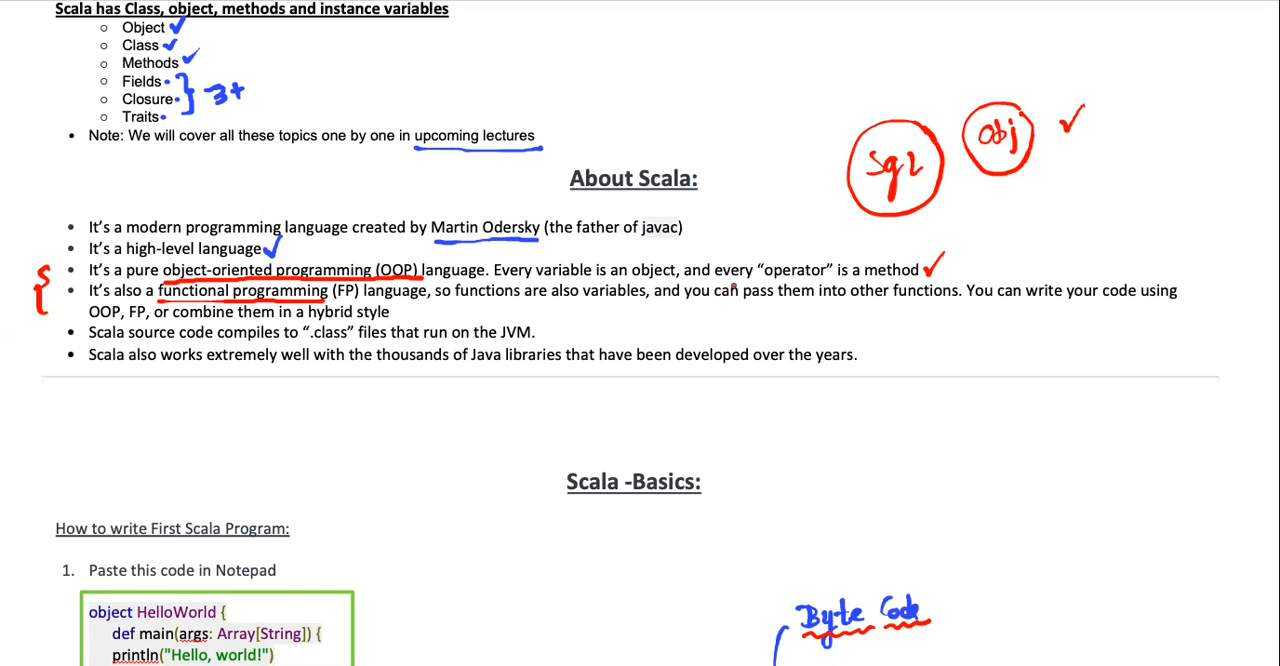 Scala has Class, object, methods and instance variables
Object
Class
Methods
Fields
Closure
Traits
3+
Note: We will cover all these topics one by one in upcoming lectures
Sql
Obj
About Scala:
It's a modern programming language created by Martin Odersky (the father of javac)
It's a high-level language
It's a pure object-oriented programming (OOP) language. Every variable is an object, and every “operator” is a method
It's also a functional programming (FP) language, so functions are also variables, and you can pass them into other functions. You can write your code using
OOP, FP, or combine them in a hybrid style
Scala source code compiles to “.class” files that run on the JVM.
Scala also works extremely well with the thousands of Java libraries that have been developed over the years.
Scala -Basics:
How to write First Scala Program:
1. Paste this code in Notepad
object HelloWorld {
def main(args: Array[String]) {
println("Hello, world!")
Byte Code